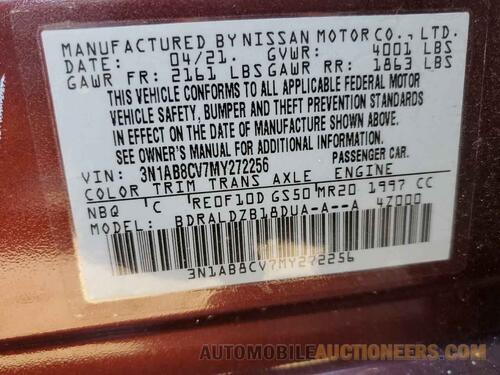 MANUFACTURED BY NISSAN MOTOR CO., LTD.
DATE: 04/21. GVWR: 4001 LBS
GAWR FR: 2161 LBS GAWR RR: 1863 LBS
THIS VEHICLE CONFORMS TO ALL APPLICABLE FEDERAL MOTOR
VEHICLE SAFETY, BUMPER AND THEFT PREVENTION STANDARDS
IN EFFECT ON THE DATE OF MANUFACTURE SHOWN ABOVE.
SEE OWNER'S MANUAL FOR ADDITIONAL INFORMATION.
VIN: 3N1AB8CV7MY272256 PASSENGER CAR.
COLOR TRIM TRANS AXLE ENGINE
NBQ C RE0F10D GS50 MR20 1997 CC
MODEL: BDRALDZB18DUA-A--A 4Z000
3N1AB8CV7MY272256
AUTOMOBILEAUCTIONERS.COM